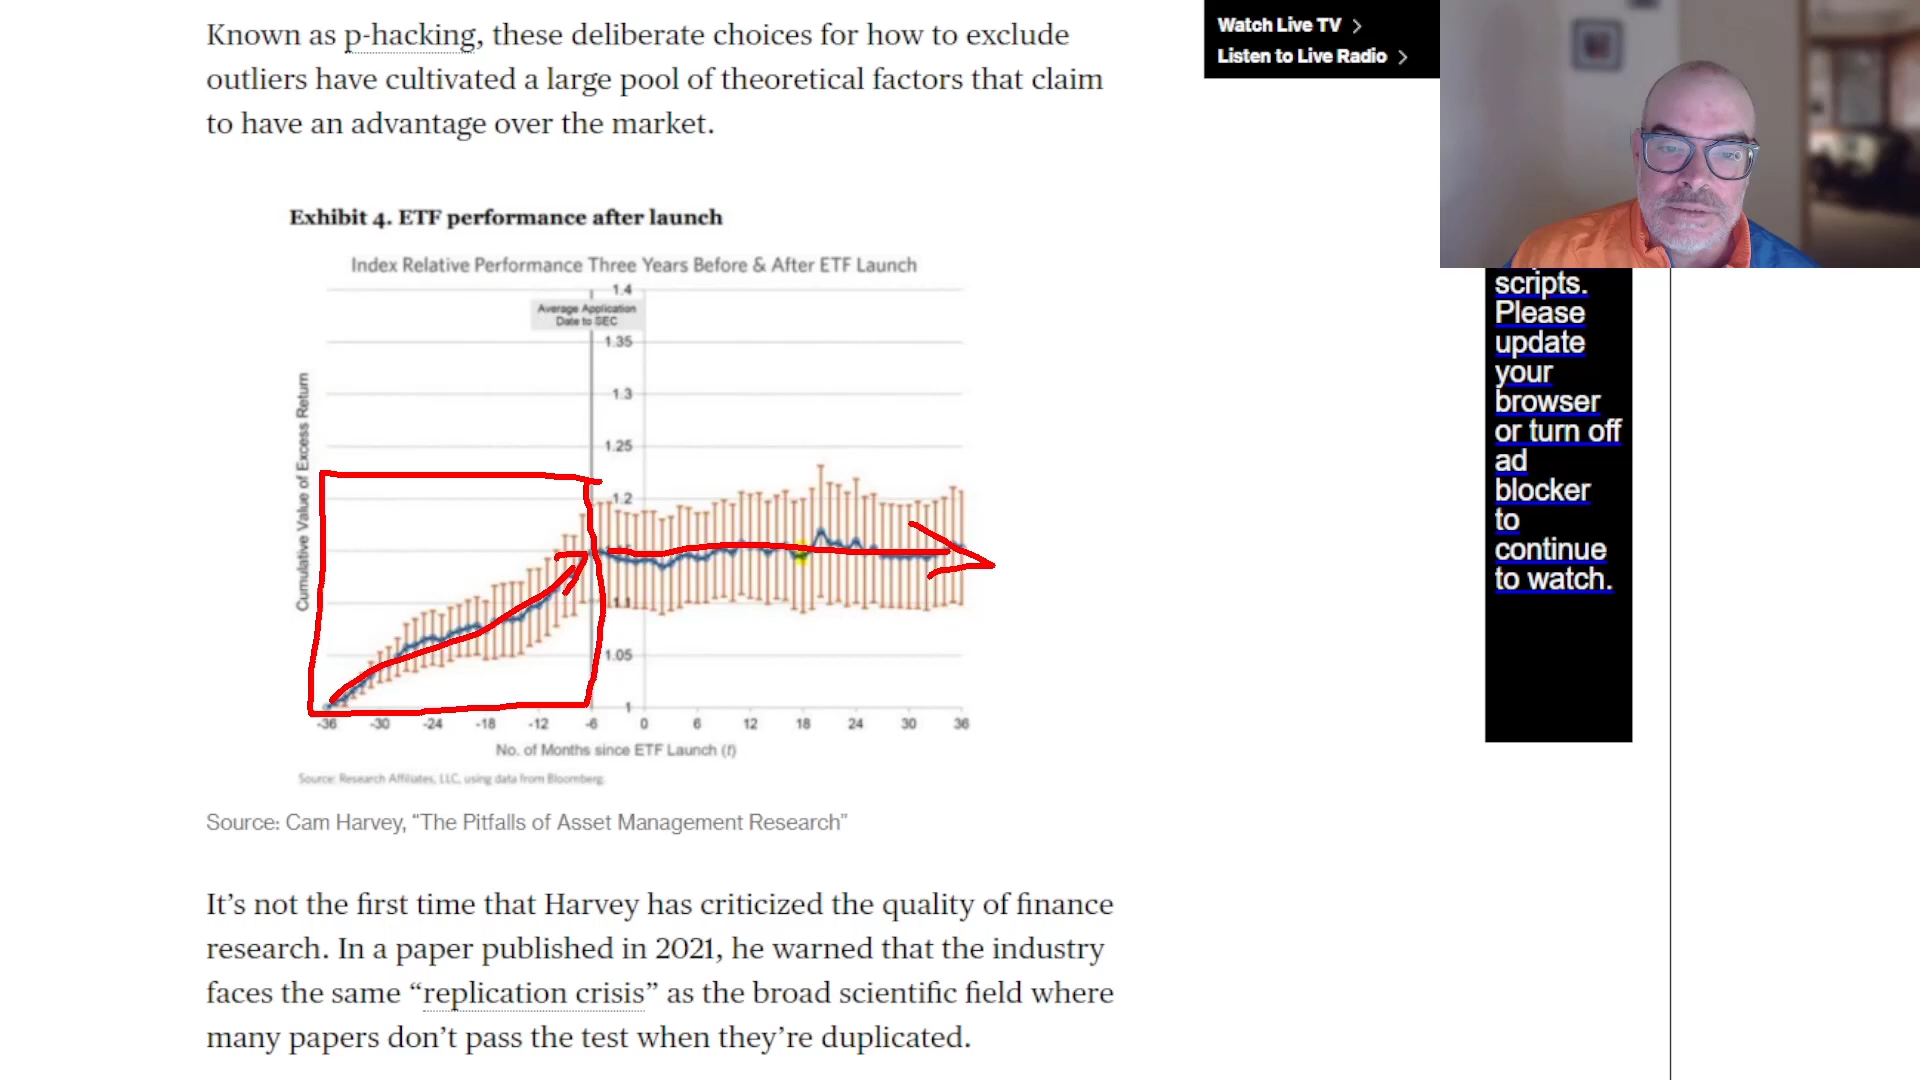 Known as p-hacking, these deliberate choices for how to exclude
outliers have cultivated a large pool of theoretical factors that claim
to have an advantage over the market.
Watch Live TV
Listen to Live Radio
Exhibit 4. ETF performance after launch
Index Relative Performance Three Years Before & After ETF Launch
Average Application
Date to SEC
1.4
1.35
1.3
1.25
1.2
1.1
1.05
1
Cumulative Value of Excess Return
-36 -30 -24 -18 -12 -6 0 6 12 18 24 30 36
No. of Months since ETF Launch (t)
Source: Research Affiliates, LLC, using data from Bloomberg.
Source: Cam Harvey, “The Pitfalls of Asset Management Research”
It’s not the first time that Harvey has criticized the quality of finance
research. In a paper published in 2021, he warned that the industry
faces the same “replication crisis” as the broad scientific field where
many papers don’t pass the test when they’re duplicated.
scripts.
Please
update
your
browser
or turn off
ad
blocker
to
continue
to watch.